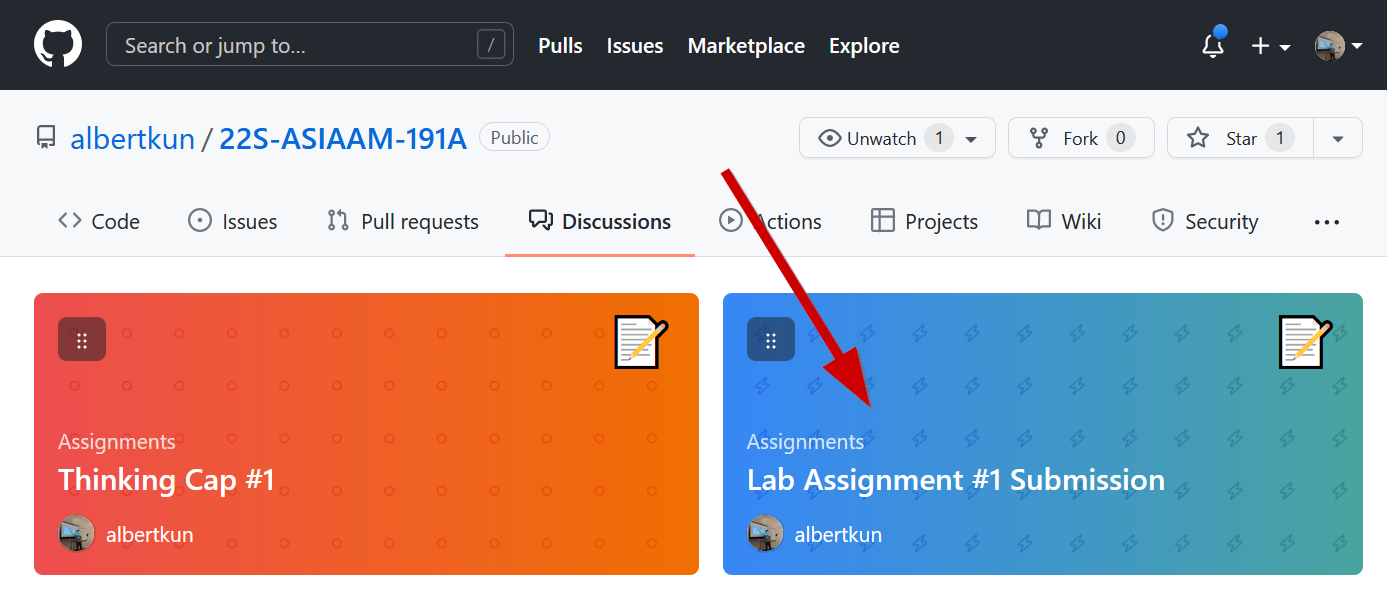 Search or jump to... / Pulls Issues Marketplace Explore
albertkun / 22S-ASIAAM-191A Public Unwatch 1 Fork 0 Star 1
Code Issues Pull requests Discussions Actions Projects Wiki Security
Assignments
Thinking Cap #1
albertkun
Assignments
Lab Assignment #1 Submission
albertkun